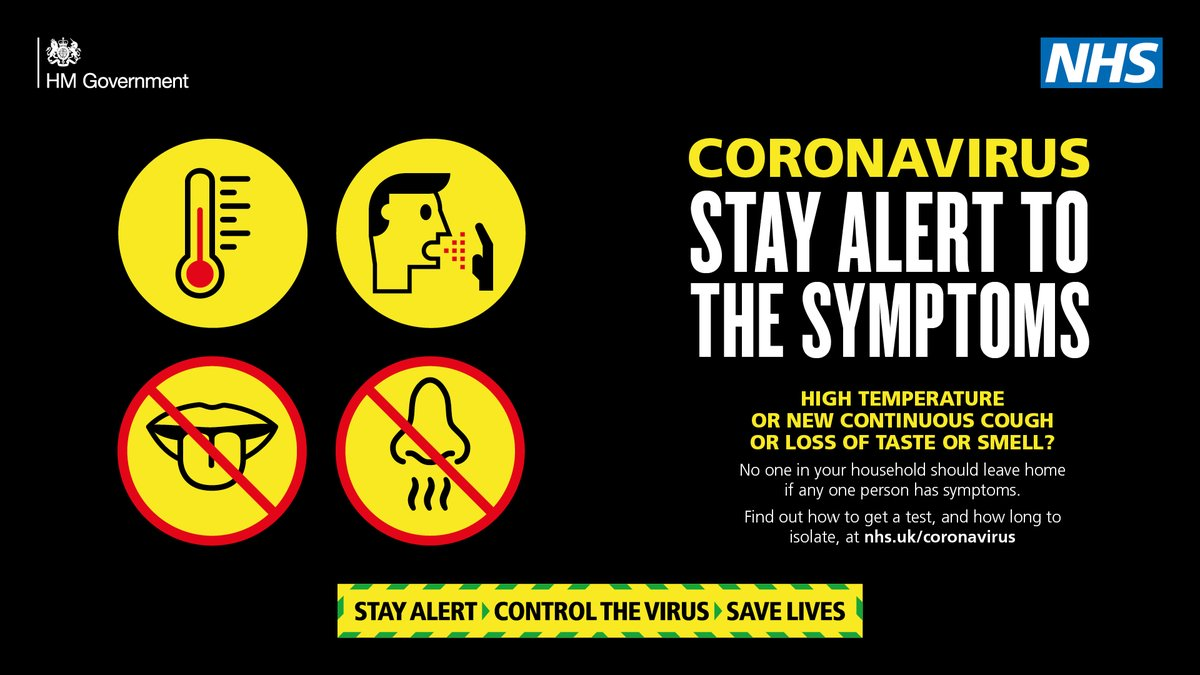 HM Government
NHS
CORONAVIRUS
STAY ALERT TO
THE SYMPTOMS
HIGH TEMPERATURE
OR NEW CONTINUOUS COUGH
OR LOSS OF TASTE OR SMELL?
No one in your household should leave home
if any one person has symptoms.
Find out how to get a test, and how long to
isolate, at nhs.uk/coronavirus
STAY ALERT CONTROL THE VIRUS SAVE LIVES